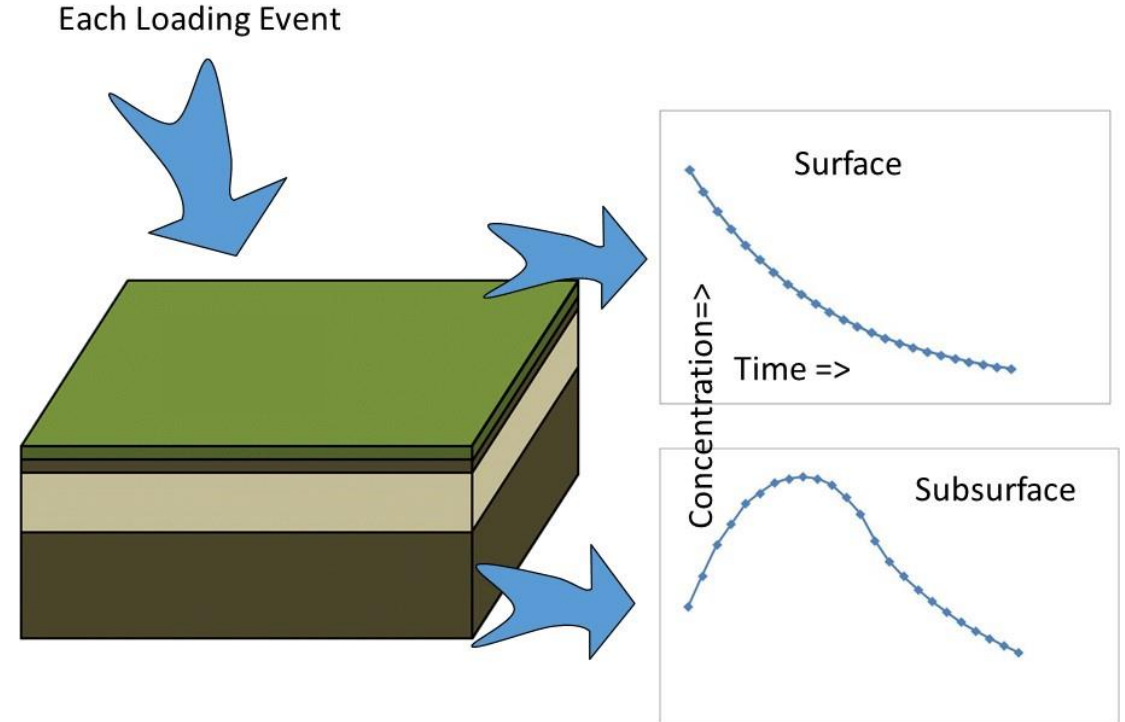 Each Loading Event
Surface
Concentration=>
Time =>
Subsurface